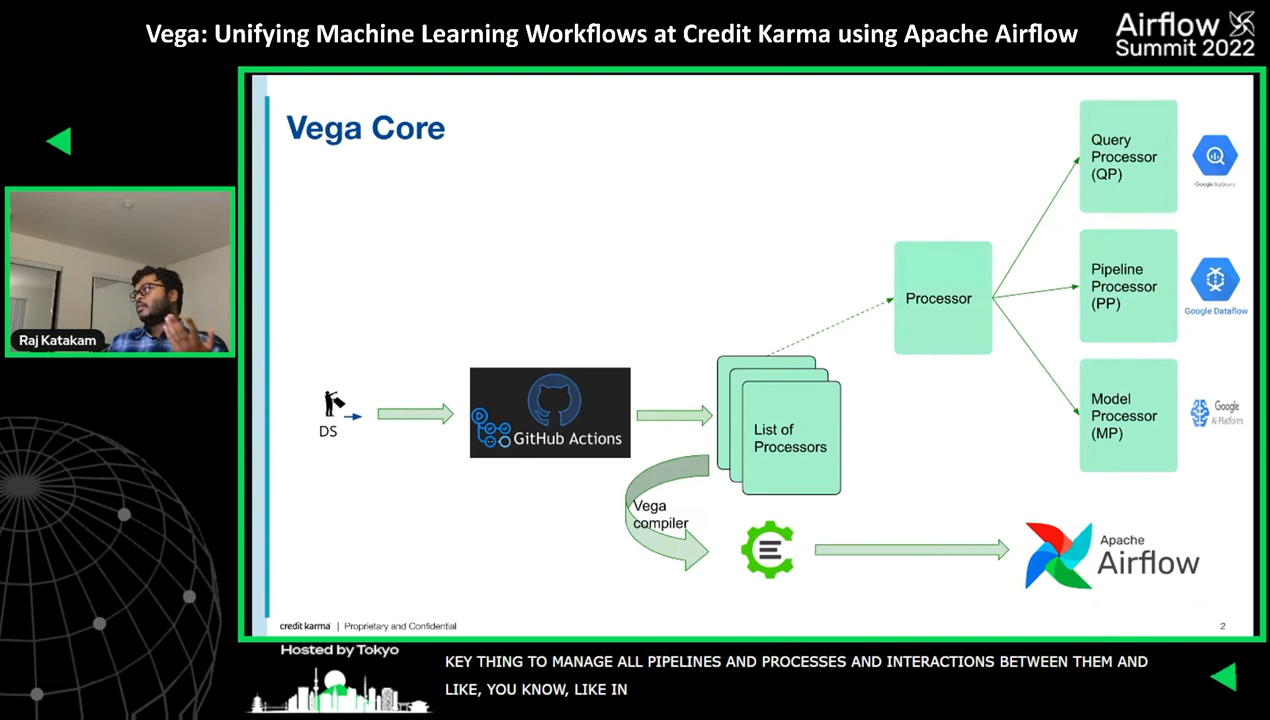 Vega: Unifying Machine Learning Workflows at Credit Karma using Apache Airflow
Airflow
Summit 2022
Vega Core
Query
Processor
(QP)
Google BigQuery
Pipeline
Processor
(PP)
Google Dataflow
Processor
Model
Processor
(MP)
Google
AI Platform
Raj Katakam
DS
GitHub Actions
List of
Processors
Vega
compiler
Apache
Airflow
credit karma | Proprietary and Confidential
2
Hosted by Tokyo
KEY THING TO MANAGE ALL PIPELINES AND PROCESSES AND INTERACTIONS BETWEEN THEM AND
LIKE, YOU KNOW, LIKE IN